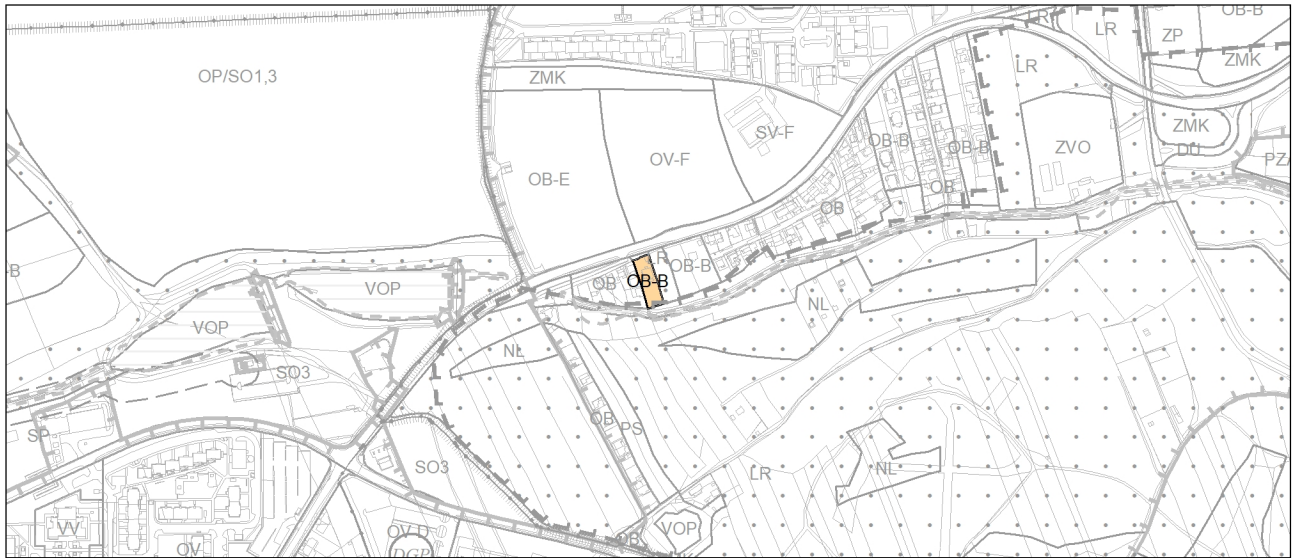 OB-B
LR
LR
ZP
ZMK
OP/SO1,3
ZMK
LR
SV-F
ZMK
OB-B
OV-F
OB-B
ZVO
DU
OB-E
OB
OB
-B
OB-B
OB
OB-B
VOP
NL
VOP
NL
SO3
OB
PS
SP
SO3
LR
NL
VV
OV
OV-D
DGP
OB
VOP